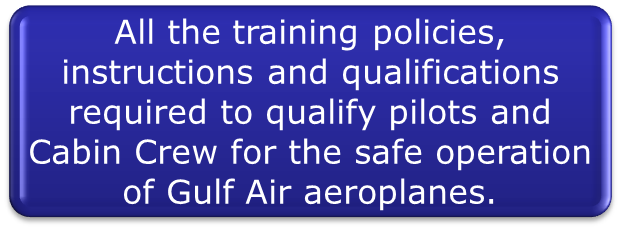 All the training policies,
instructions and qualifications
required to qualify pilots and
Cabin Crew for the safe operation
of Gulf Air aeroplanes.